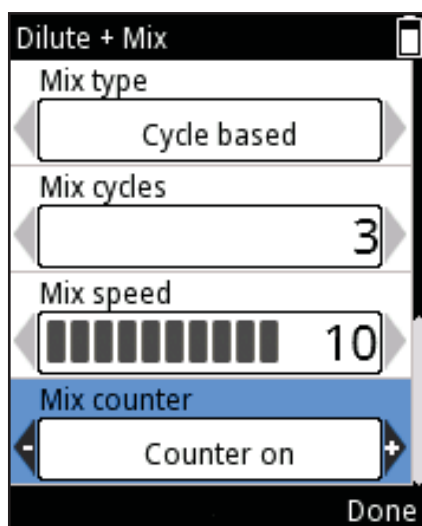 Dilute + Mix
Mix type
Cycle based
Mix cycles
3
Mix speed
10
Mix counter
- Counter on +
Done